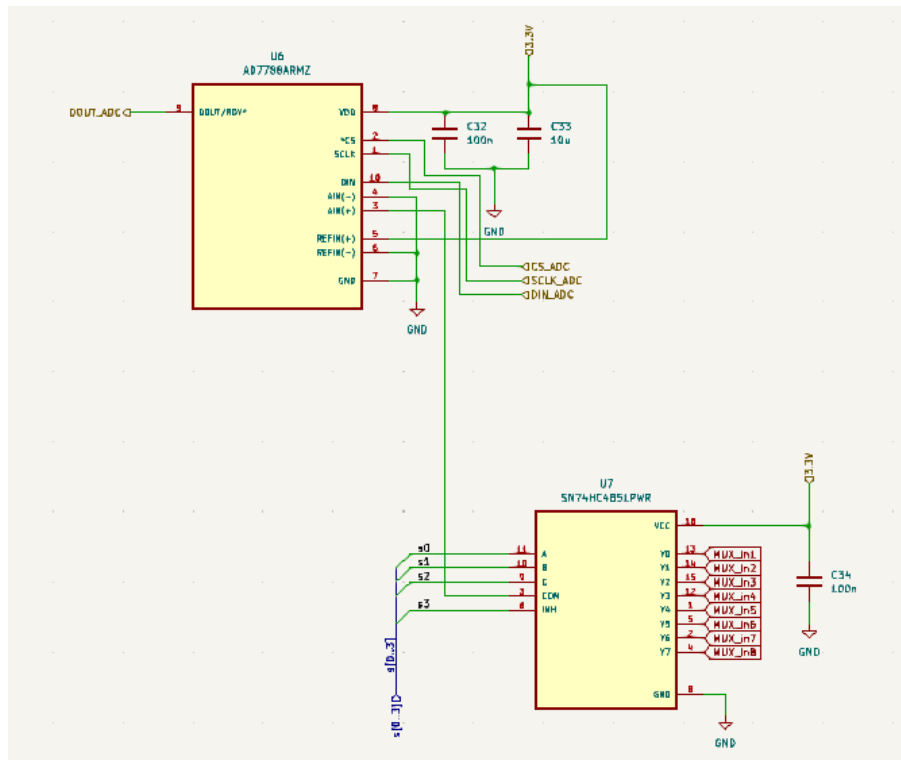 3.3V
U6
AD7788ARMZ
DOUT_ADC
9
DOUT/RDY*
VDD
8
*CS
2
SCLK
1
DIN
10
AIN(-)
4
AIN(+)
3
REFIN(+)
5
REFIN(-)
6
GND
7
C32
100n
C33
10u
GND
CS_ADC
SCLK_ADC
DIN_ADC
GND
3.3V
U7
SN74HC4851PWR
VCC
16
s0
11
A
Y0
13
MUX_in1
s1
10
B
Y1
14
MUX_in2
s2
9
C
Y2
15
MUX_in3
3
COM
Y3
12
MUX_in4
s3
6
INH
Y4
1
MUX_in5
Y5
5
MUX_in6
Y6
2
MUX_in7
Y7
4
MUX_in8
C34
100n
GND
s[0..3]
s[0..3]
GND
8
GND